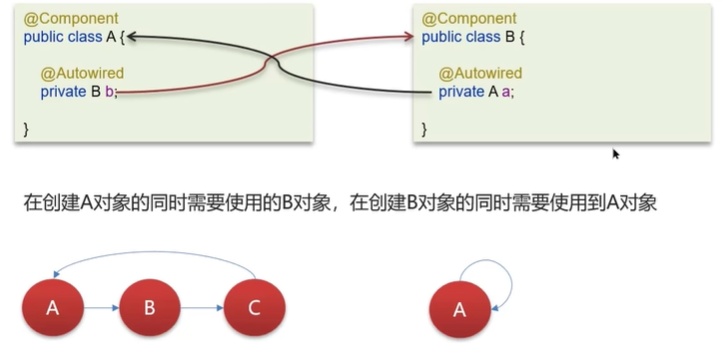 @Component
public class A {
@Autowired
private B b;
}
@Component
public class B {
@Autowired
private A a;
}
在创建A对象的同时需要使用的B对象，在创建B对象的同时需要使用到A对象
A B C A